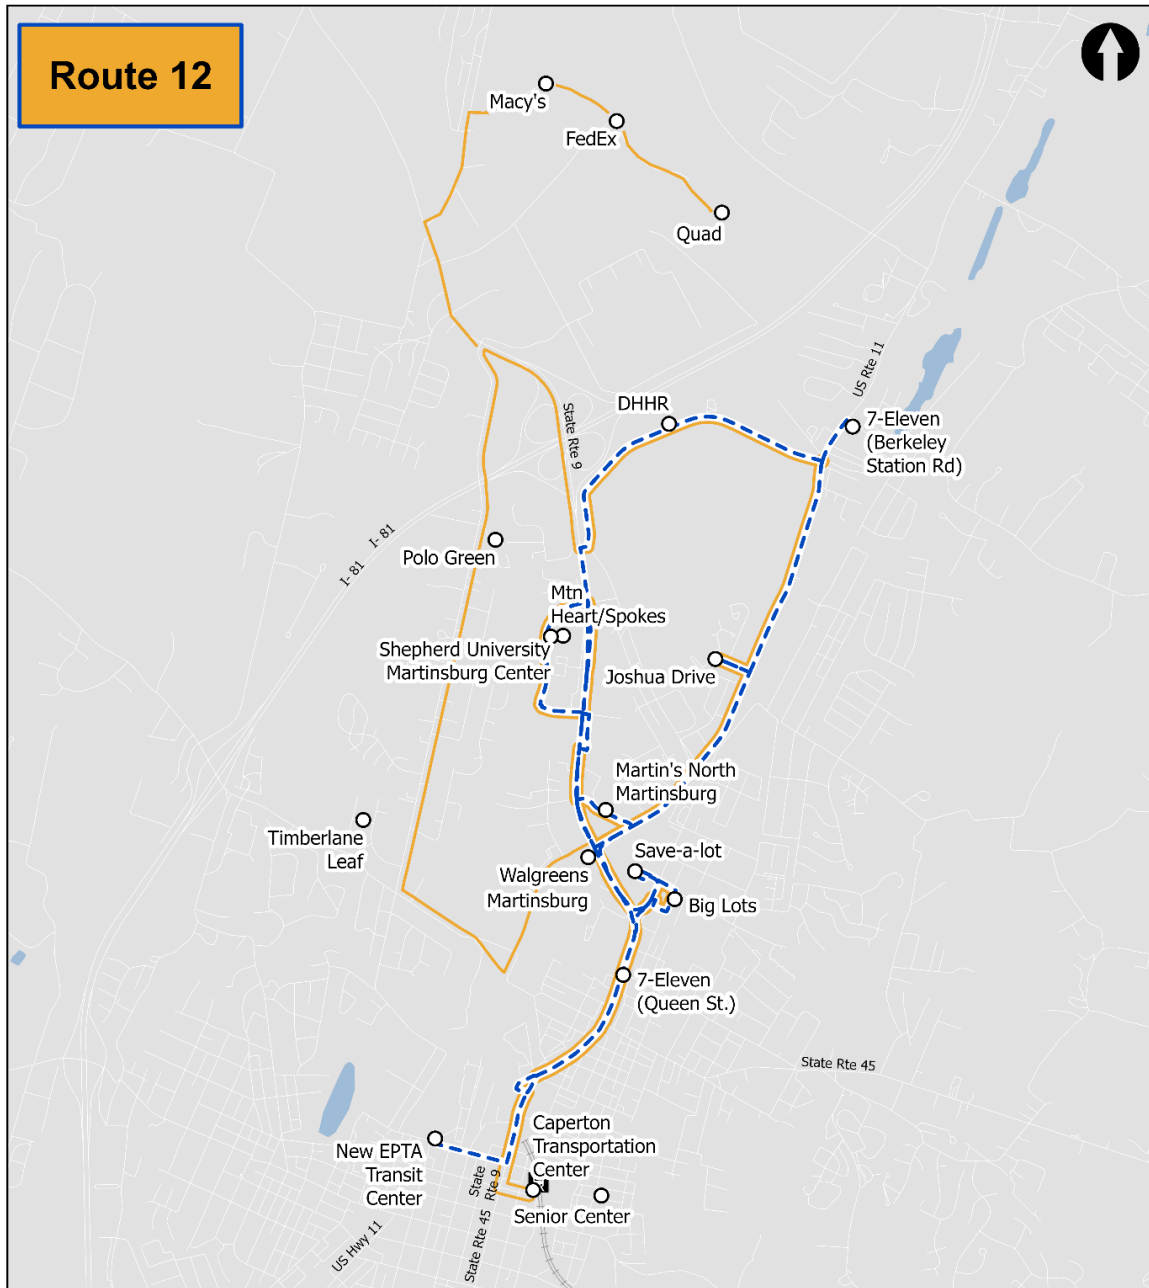 Route 12
Macy's
FedEx
Quad
US Rte 11
DHHR
State Rte 9
7-Eleven
(Berkeley
Station Rd)
I- 81
I- 81
Polo Green
Mtn
Heart/Spokes
Shepherd University
Martinsburg Center
Joshua Drive
Martin's North
Martinsburg
Timberlane
Leaf
Save-a-lot
Walgreens
Martinsburg
Big Lots
7-Eleven
(Queen St.)
State Rte 45
Caperton
Transportation
Center
New EPTA
Transit
Center
State
Rte 9
Senior Center
US Hwy 11
State Rte 45